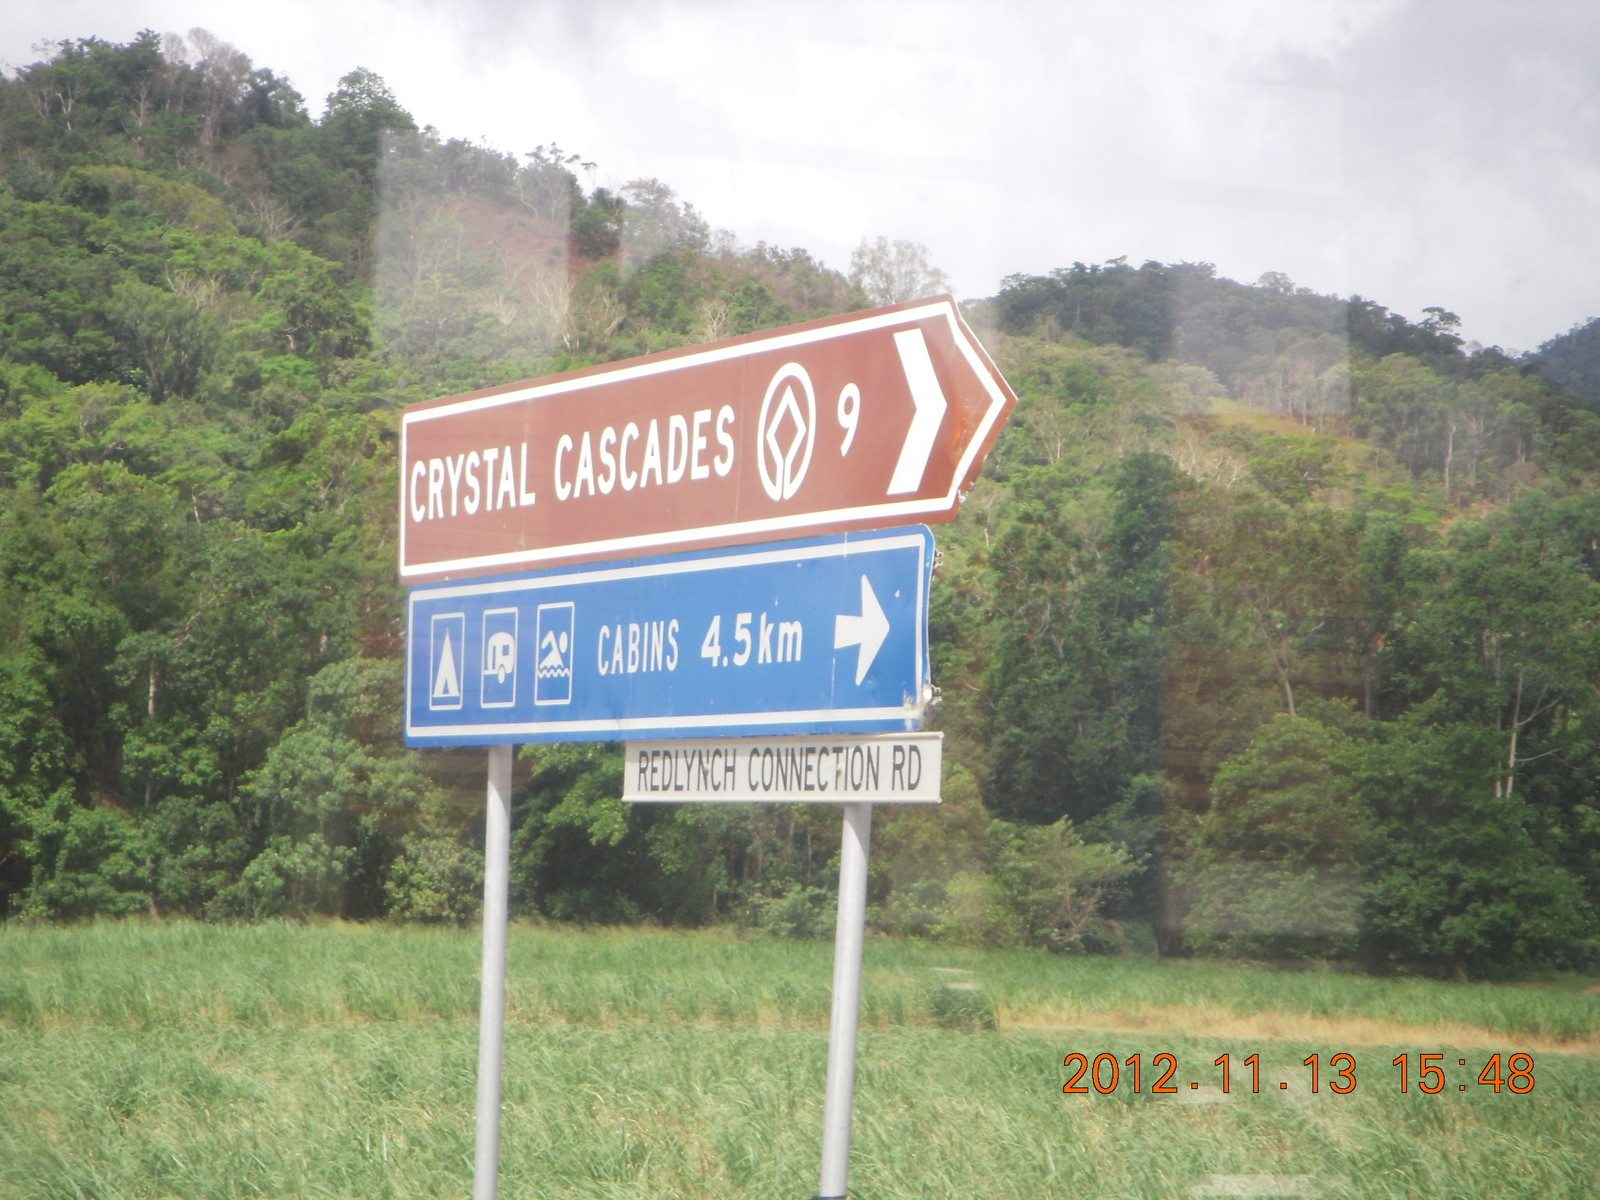 CRYSTAL CASCADES 9
CABINS 4.5km
REDLYNCH CONNECTION RD
2012.11.13 15:48